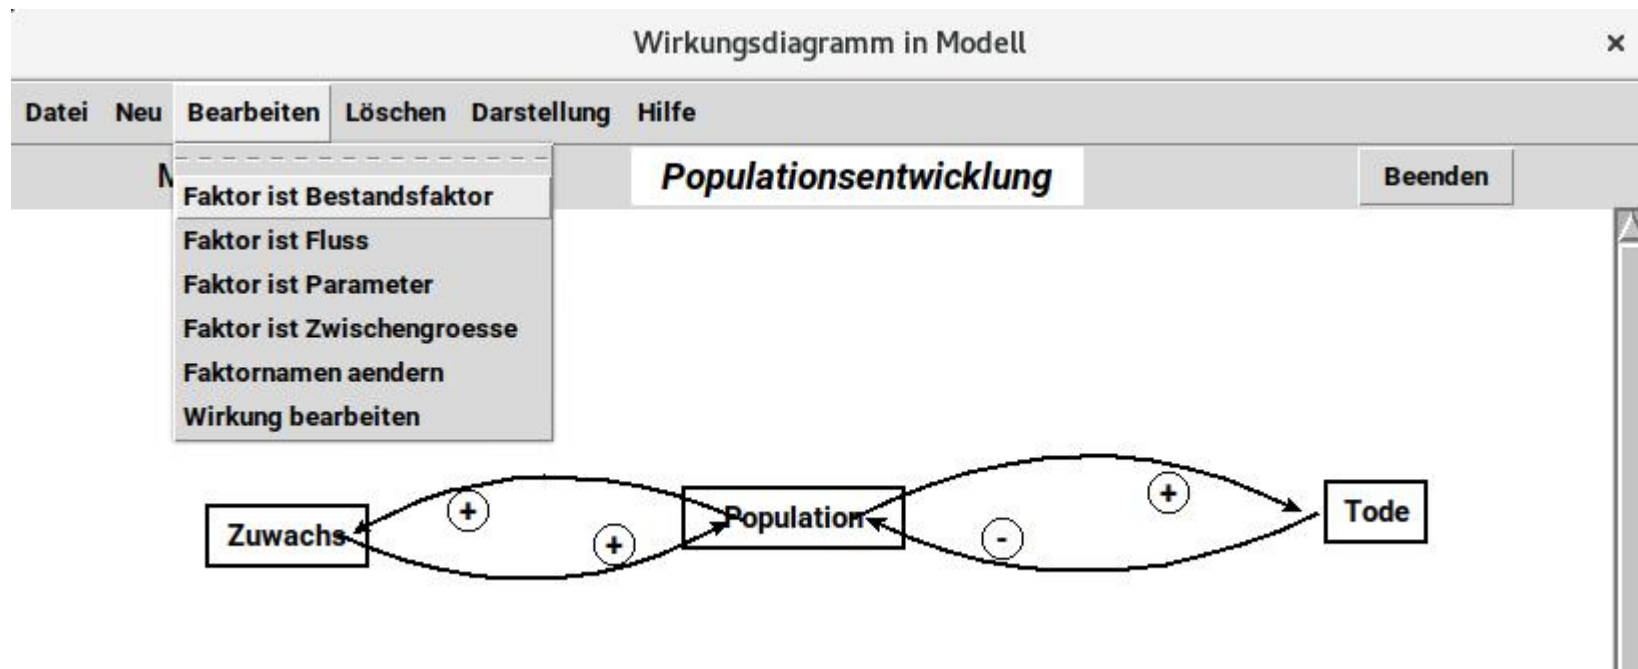 Wirkungsdiagramm in Modell
Datei Neu Bearbeiten Löschen Darstellung Hilfe
Populationsentwicklung Beenden
Faktor ist Bestandsfaktor
Faktor ist Fluss
Faktor ist Parameter
Faktor ist Zwischengroesse
Faktornamen aendern
Wirkung bearbeiten
+ +
Zuwachs Population Tode
+ -